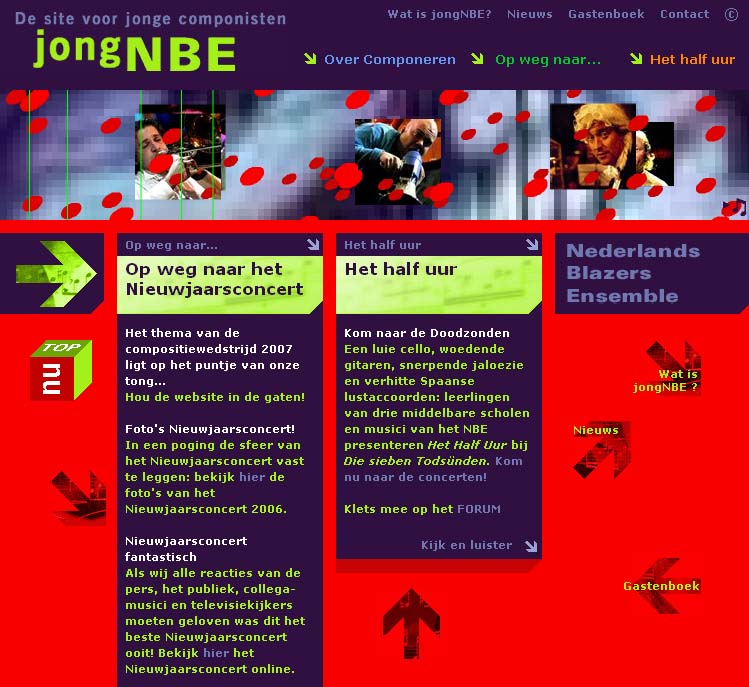 De site voor jonge componisten
jongNBE
Wat is jongNBE? Nieuws Gastenboek Contact ©
Over Componeren Op weg naar... Het half uur
TOP
nu
Op weg naar...
Op weg naar het
Nieuwjaarsconcert
Het thema van de
compositiewedstrijd 2007
ligt op het puntje van onze
tong...
Hou de website in de gaten!
Foto's Nieuwjaarsconcert!
In een poging de sfeer van
het Nieuwjaarsconcert vast
te leggen: bekijk hier de
foto's van het
Nieuwjaarsconcert 2006.
Nieuwjaarsconcert
fantastisch
Als wij alle reacties van de
pers, het publiek, collega-
musici en televisiekijkers
moeten geloven was dit het
beste Nieuwjaarsconcert
ooit! Bekijk hier het
Nieuwjaarsconcert online.
Het half uur
Het half uur
Kom naar de Doodzonden
Een luie cello, woedende
gitaren, snerpende jaloezie
en verhitte Spaanse
lustaccoorden: leerlingen
van drie middelbare scholen
en musici van het NBE
presenteren Het Half Uur bij
Die sieben Todsünden. Kom
nu naar de concerten!
Klets mee op het FORUM
Kijk en luister
Nederlands
Blazers
Ensemble
Wat is
jongNBE ?
Nieuws
Gastenboek